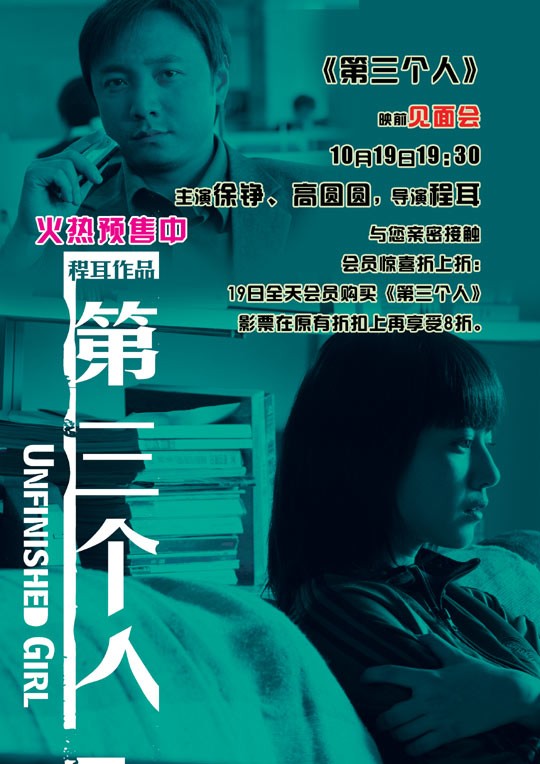 《第三个人》
映前见面会
10月19日19:30
主演徐铮、高圆圆，导演程耳
与您亲密接触
会员惊喜折上折：
19日全天会员购买《第三个人》
影票在原有折扣上再享受8折。
火热预售中
程耳作品
第三个人
UNFINISHED GIRL